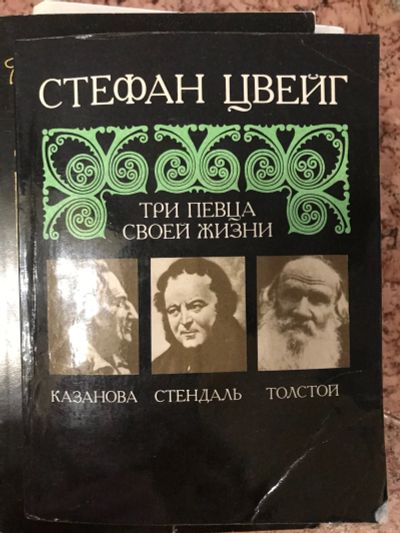 СТЕФАН ЦВЕЙГ
ТРИ ПЕВЦА
СВОЕЙ ЖИЗНИ
КАЗАНОВА СТЕНДАЛЬ ТОЛСТОЙ